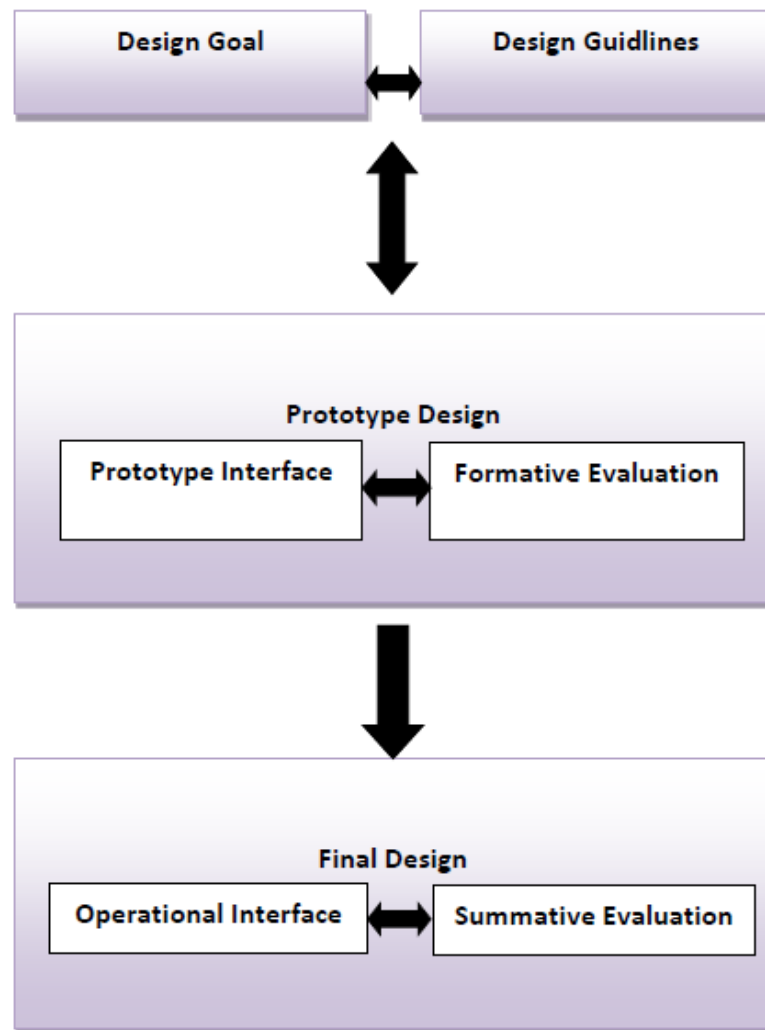 Design Goal
Design Guidlines
Prototype Design
Prototype Interface
Formative Evaluation
Final Design
Operational Interface
Summative Evaluation